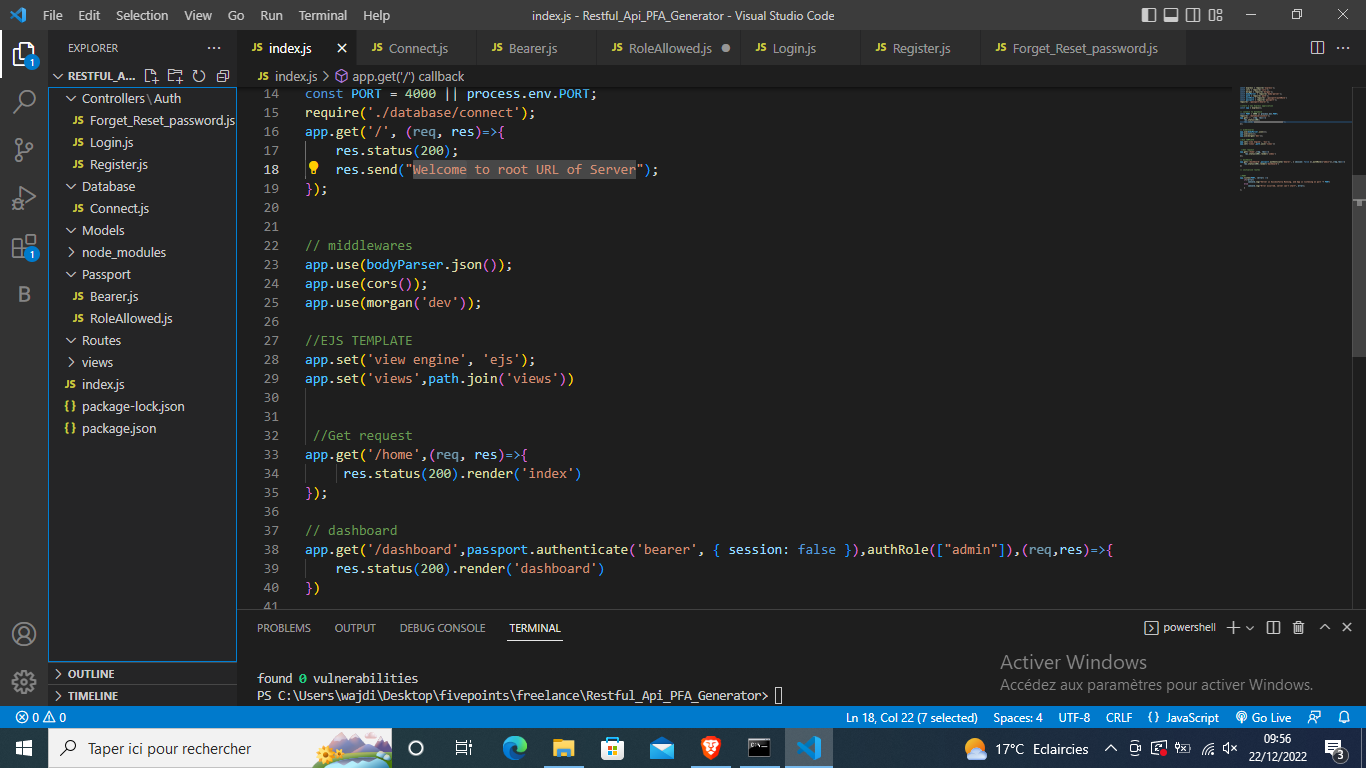 File Edit Selection View Go Run Terminal Help
index.js - Restful_Api_PFA_Generator - Visual Studio Code
EXPLORER
RESTFUL_A...
Controllers\Auth
JS Forget_Reset_password.js
JS Login.js
JS Register.js
Database
JS Connect.js
Models
node_modules
Passport
JS Bearer.js
JS RoleAllowed.js
Routes
views
JS index.js
{} package-lock.json
{} package.json
OUTLINE
TIMELINE
JS index.js JS Connect.js JS Bearer.js JS RoleAllowed.js JS Login.js JS Register.js JS Forget_Reset_password.js
JS index.js > app.get('/') callback
14 const PORT = 4000 || process.env.PORT;
15 require('./database/connect');
16 app.get('/', (req, res)=>{
17 res.status(200);
18 res.send("Welcome to root URL of Server");
19 });
20
21
22 // middlewares
23 app.use(bodyParser.json());
24 app.use(cors());
25 app.use(morgan('dev'));
26
27 //EJS TEMPLATE
28 app.set('view engine', 'ejs');
29 app.set('views',path.join('views'))
30
31
32 //Get request
33 app.get('/home',(req, res)=>{
34 res.status(200).render('index')
35 });
36
37 // dashboard
38 app.get('/dashboard',passport.authenticate('bearer', { session: false }),authRole(["admin"]),(req,res)=>{
39 res.status(200).render('dashboard')
40 })
41
PROBLEMS OUTPUT DEBUG CONSOLE TERMINAL
powershell
found 0 vulnerabilities
PS C:\Users\wajdi\Desktop\fivepoints\freelance\Restful_Api_PFA_Generator>
Activer Windows
Accédez aux paramètres pour activer Windows.
0 0
Ln 18, Col 22 (7 selected) Spaces: 4 UTF-8 CRLF {} JavaScript Go Live
Taper ici pour rechercher
17°C Eclaircies
09:56
22/12/2022
3
1
1
B